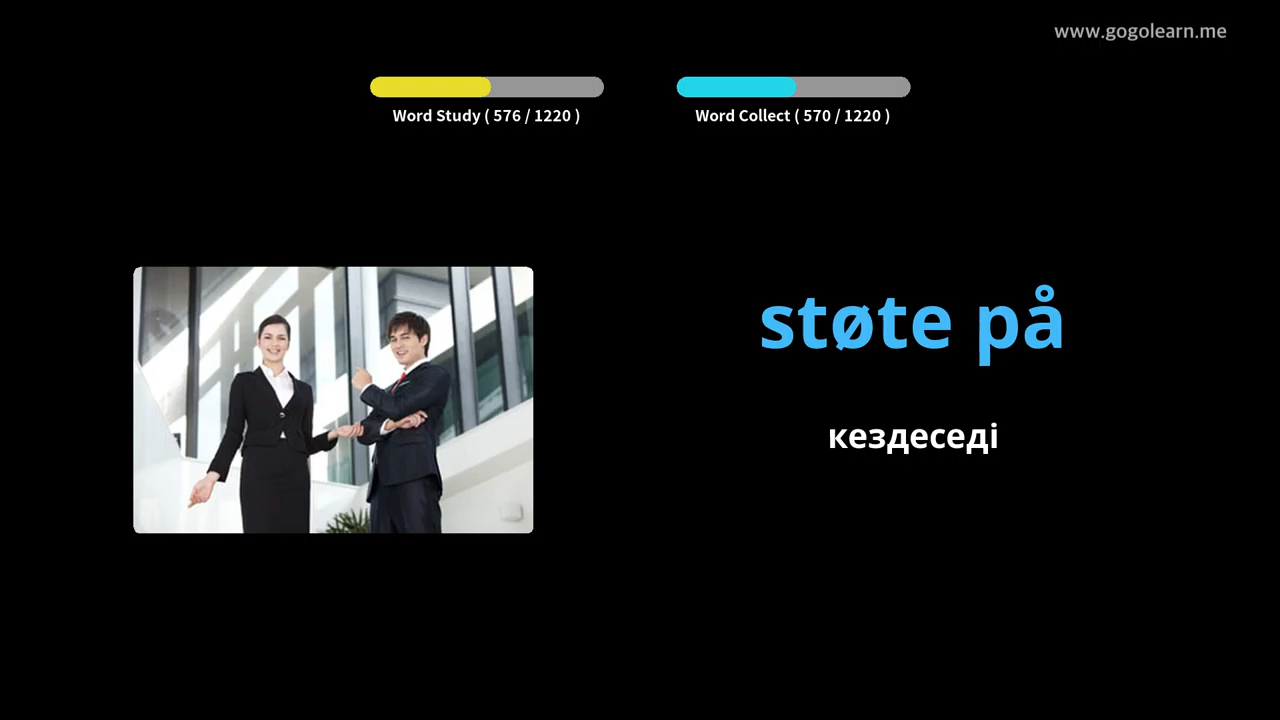 www.gogolearn.me
Word Study ( 576 / 1220 )
Word Collect ( 570 / 1220 )
støte på
кездеседі